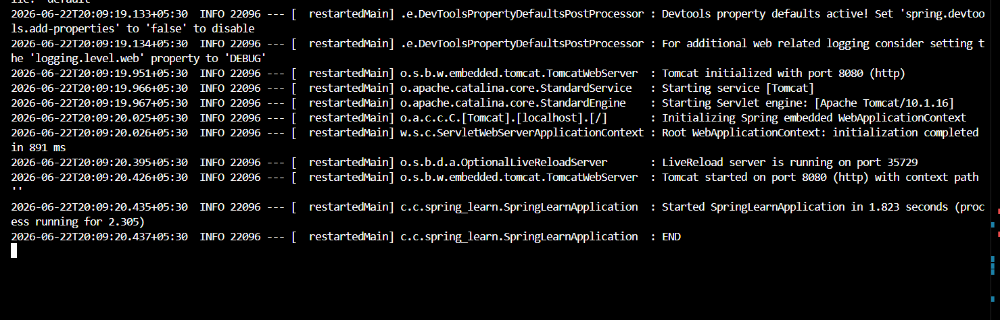 2026-06-22T20:09:19.133+05:30  INFO 22096 --- [  restartedMain] .e.DevToolsPropertyDefaultsPostProcessor : Devtools property defaults active! Set 'spring.devtoo
ls.add-properties' to 'false' to disable
2026-06-22T20:09:19.134+05:30  INFO 22096 --- [  restartedMain] .e.DevToolsPropertyDefaultsPostProcessor : For additional web related logging consider setting t
he 'logging.level.web' property to 'DEBUG'
2026-06-22T20:09:19.951+05:30  INFO 22096 --- [  restartedMain] o.s.b.w.embedded.tomcat.TomcatWebServer  : Tomcat initialized with port 8080 (http)
2026-06-22T20:09:19.966+05:30  INFO 22096 --- [  restartedMain] o.apache.catalina.core.StandardService   : Starting service [Tomcat]
2026-06-22T20:09:19.967+05:30  INFO 22096 --- [  restartedMain] o.apache.catalina.core.StandardEngine    : Starting Servlet engine: [Apache Tomcat/10.1.16]
2026-06-22T20:09:20.025+05:30  INFO 22096 --- [  restartedMain] o.a.c.c.C.[Tomcat].[localhost].[/]       : Initializing Spring embedded WebApplicationContext
2026-06-22T20:09:20.026+05:30  INFO 22096 --- [  restartedMain] w.s.c.ServletWebServerApplicationContext : Root WebApplicationContext: initialization completed
in 891 ms
2026-06-22T20:09:20.395+05:30  INFO 22096 --- [  restartedMain] o.s.b.d.a.OptionalLiveReloadServer       : LiveReload server is running on port 35729
2026-06-22T20:09:20.426+05:30  INFO 22096 --- [  restartedMain] o.s.b.w.embedded.tomcat.TomcatWebServer  : Tomcat started on port 8080 (http) with context path
''
2026-06-22T20:09:20.435+05:30  INFO 22096 --- [  restartedMain] c.c.spring_learn.SpringLearnApplication  : Started SpringLearnApplication in 1.823 seconds (proc
ess running for 2.305)
2026-06-22T20:09:20.437+05:30  INFO 22096 --- [  restartedMain] c.c.spring_learn.SpringLearnApplication  : END